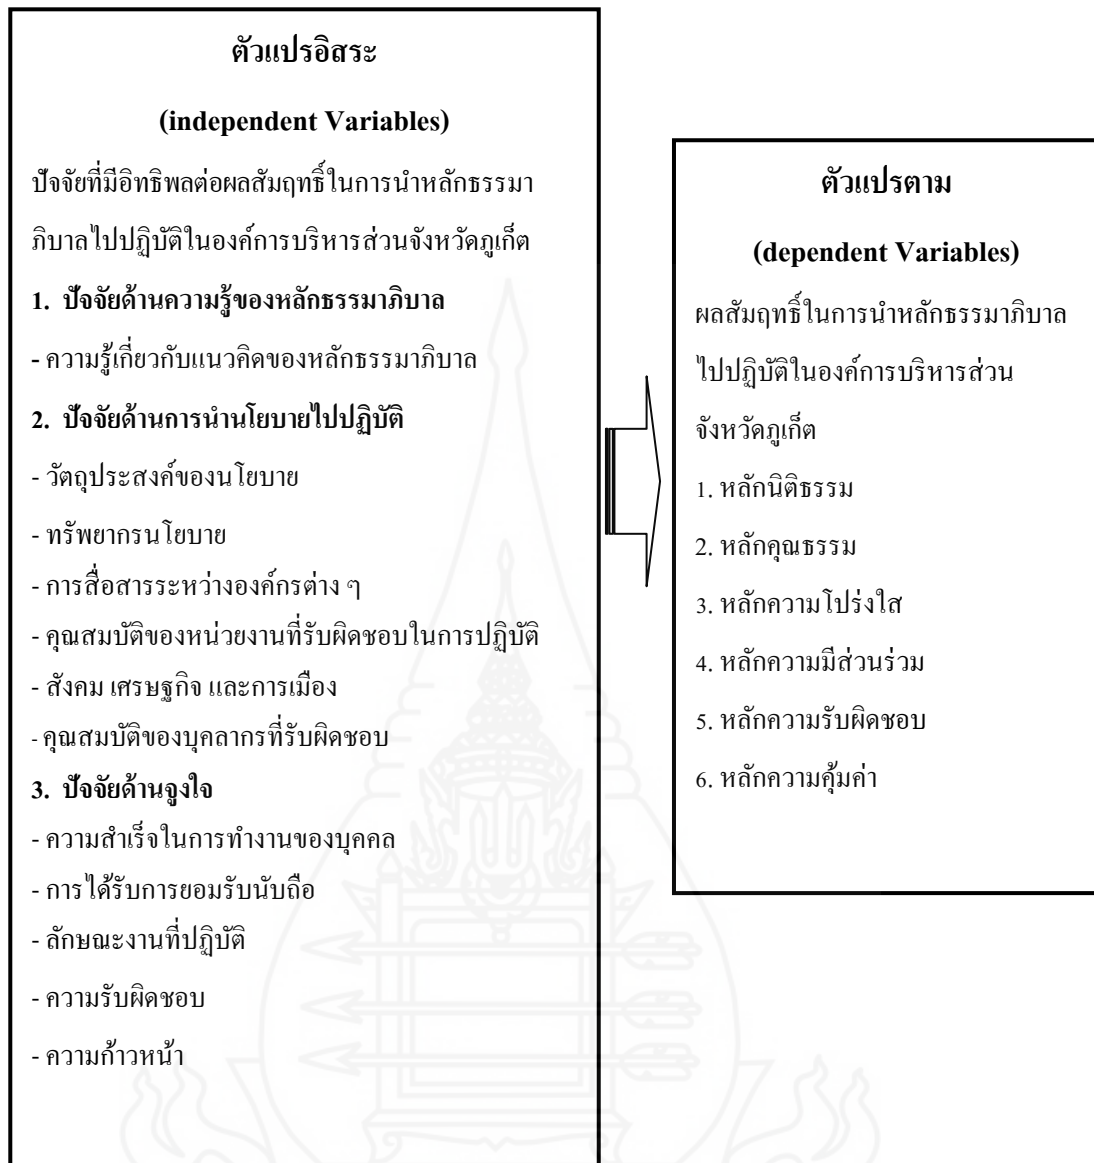 ตัวแปรอิสระ
(independent Variables)
ปัจจัยที่มีอิทธิพลต่อผลสัมฤทธิ์ในการนำหลักธรรมา
ภิบาลไปปฏิบัติในองค์การบริหารส่วนจังหวัดภูเก็ต
1. ปัจจัยด้านความรู้ของหลักธรรมาภิบาล
- ความรู้เกี่ยวกับแนวคิดของหลักธรรมาภิบาล
2. ปัจจัยด้านการนำนโยบายไปปฏิบัติ
- วัตถุประสงค์ของนโยบาย
- ทรัพยากรนโยบาย
- การสื่อสารระหว่างองค์กรต่าง ๆ
- คุณสมบัติของหน่วยงานที่รับผิดชอบในการปฏิบัติ
- สังคม เศรษฐกิจ และการเมือง
- คุณสมบัติของบุคลากรที่รับผิดชอบ
3. ปัจจัยด้านจูงใจ
- ความสำเร็จในการทำงานของบุคคล
- การได้รับการยอมรับนับถือ
- ลักษณะงานที่ปฏิบัติ
- ความรับผิดชอบ
- ความก้าวหน้า
ตัวแปรตาม
(dependent Variables)
ผลสัมฤทธิ์ในการนำหลักธรรมาภิบาล
ไปปฏิบัติในองค์การบริหารส่วน
จังหวัดภูเก็ต
1. หลักนิติธรรม
2. หลักคุณธรรม
3. หลักความโปร่งใส
4. หลักความมีส่วนร่วม
5. หลักความรับผิดชอบ
6. หลักความคุ้มค่า